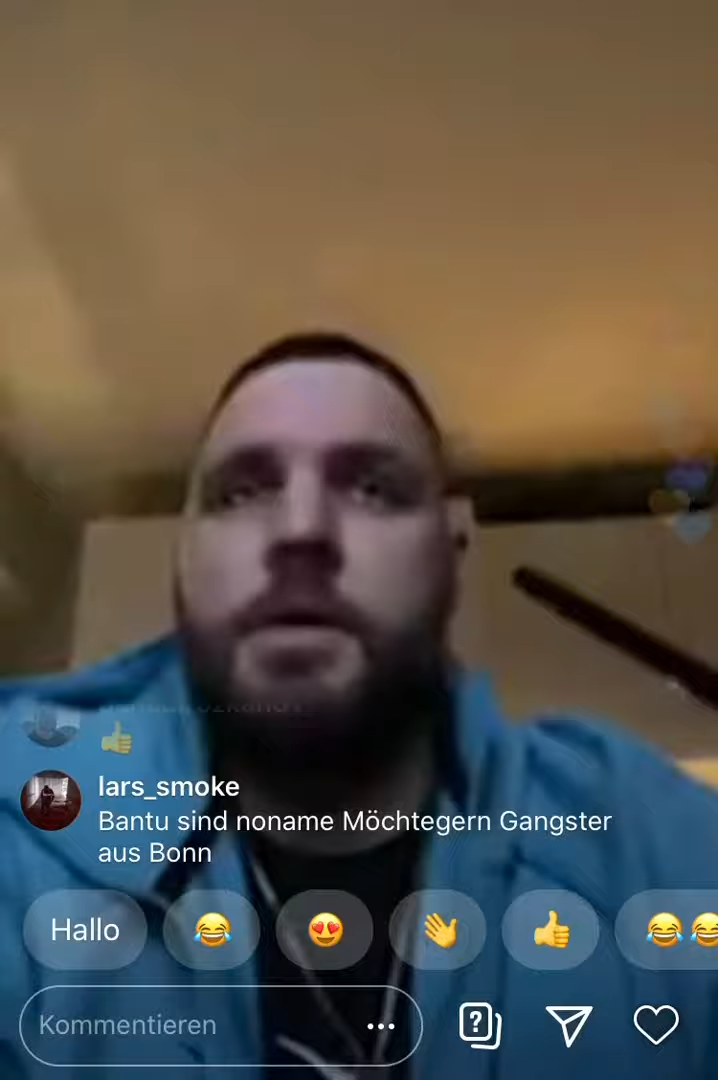 lars_smoke
Bantu sind noname Möchtegern Gangster
aus Bonn
Hallo
Kommentieren